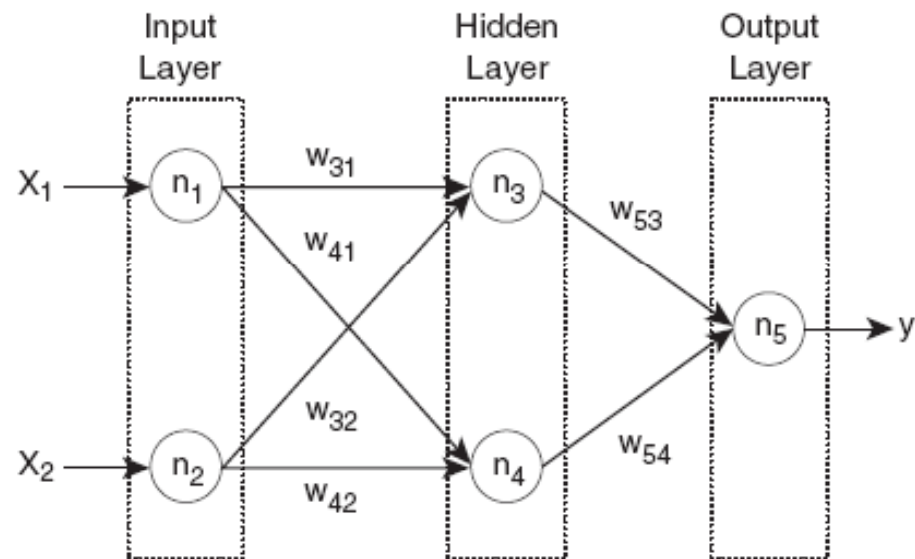 Input
Layer
Hidden
Layer
Output
Layer
X₁
n₁
w₃₁
n₃
w₄₁
w₅₃
n₅
y
w₃₂
X₂
n₂
w₄₂
n₄
w₅₄